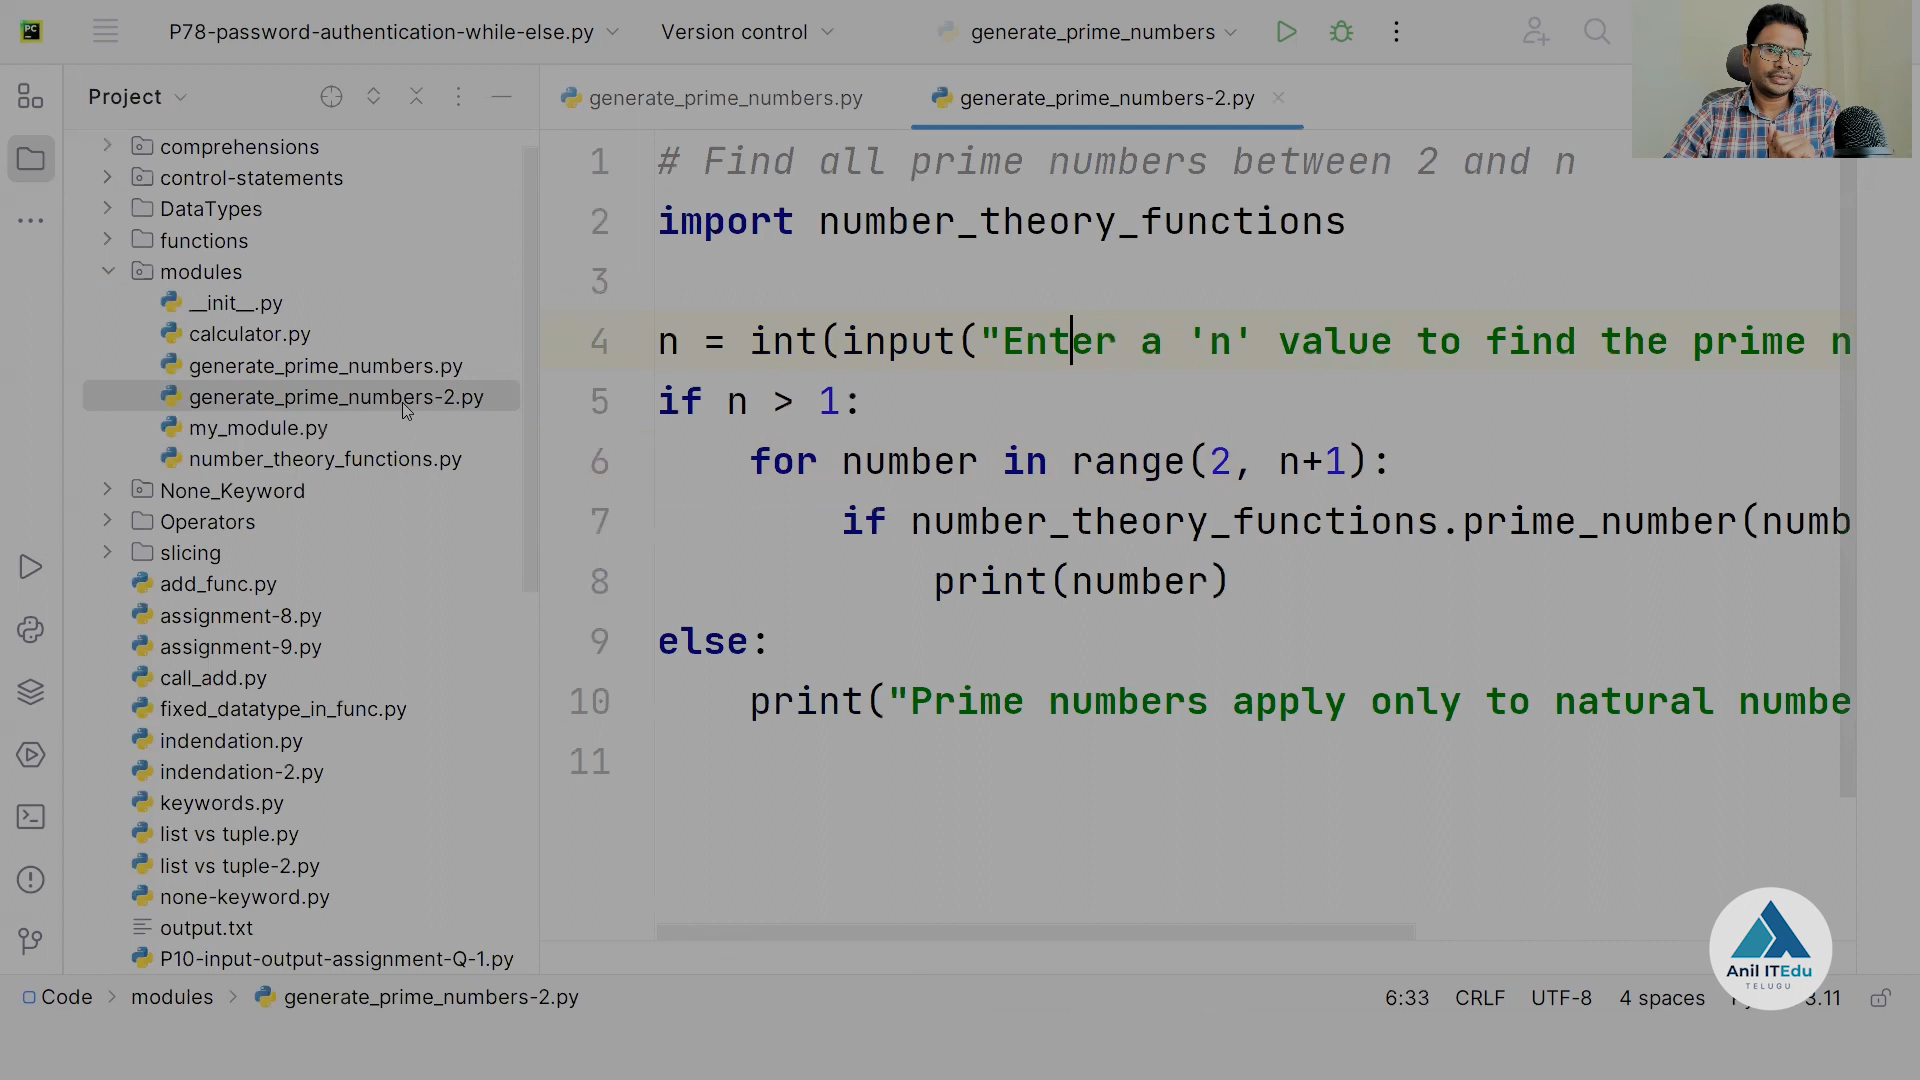 PC
P78-password-authentication-while-else.py
Version control
generate_prime_numbers
Project
generate_prime_numbers.py
generate_prime_numbers-2.py
comprehensions
control-statements
DataTypes
functions
modules
__init__.py
calculator.py
generate_prime_numbers.py
generate_prime_numbers-2.py
my_module.py
number_theory_functions.py
None_Keyword
Operators
slicing
add_func.py
assignment-8.py
assignment-9.py
call_add.py
fixed_datatype_in_func.py
indendation.py
indendation-2.py
keywords.py
list vs tuple.py
list vs tuple-2.py
none-keyword.py
output.txt
P10-input-output-assignment-Q-1.py
1 # Find all prime numbers between 2 and n
2 import number_theory_functions
3
4 n = int(input("Enter a 'n' value to find the prime n
5 if n > 1:
6 for number in range(2, n+1):
7 if number_theory_functions.prime_number(numb
8 print(number)
9 else:
10 print("Prime numbers apply only to natural numbe
11
Anil ITEdu
TELUGU
Code > modules > generate_prime_numbers-2.py
6:33 CRLF UTF-8 4 spaces 3.11